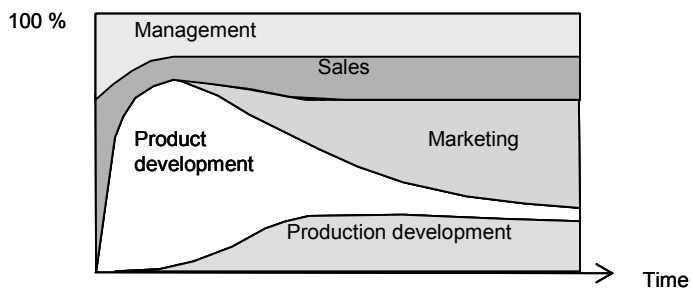 100 %
Management
Sales
Product
development
Marketing
Production development
Time